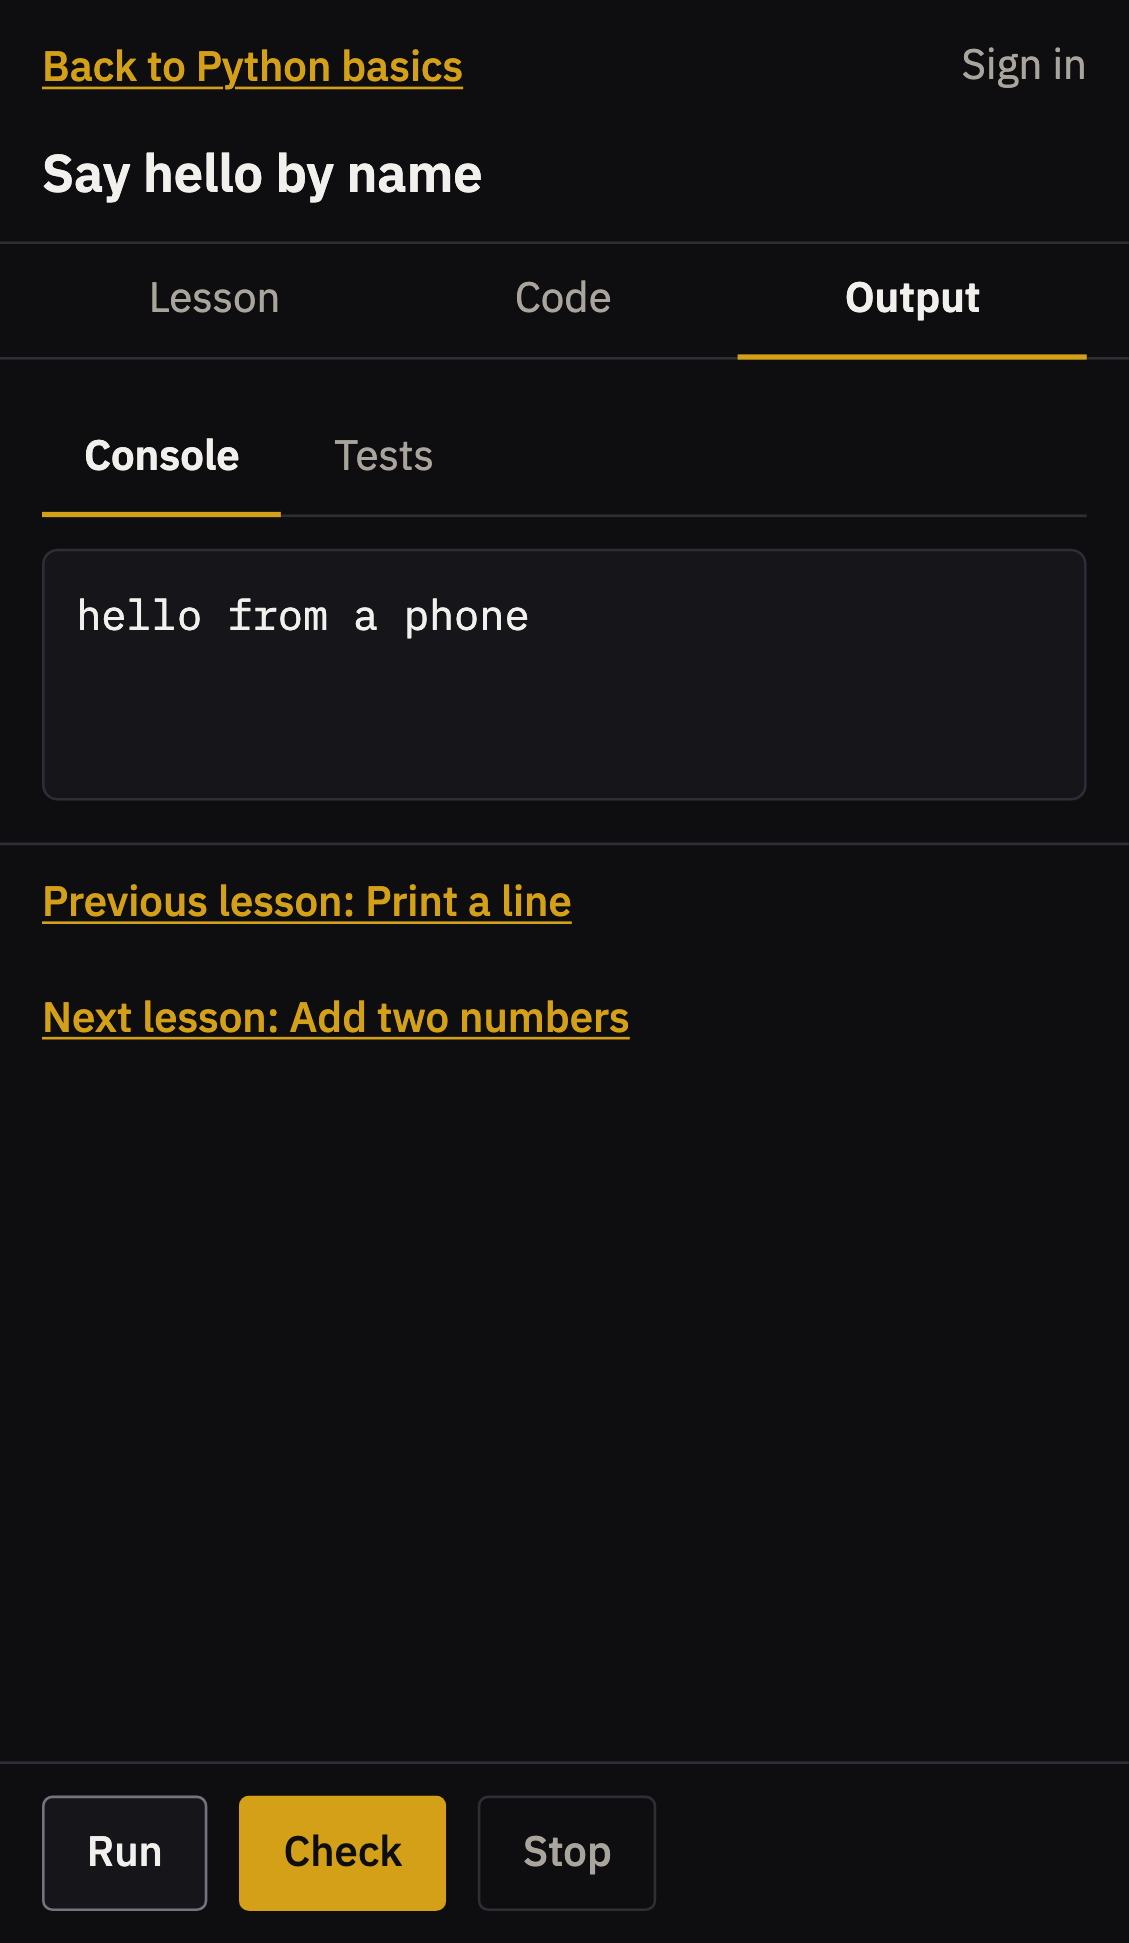 Back to Python basics
Sign in
Say hello by name
Lesson
Code
Output
Console
Tests
hello from a phone
Previous lesson: Print a line
Next lesson: Add two numbers
Run
Check
Stop